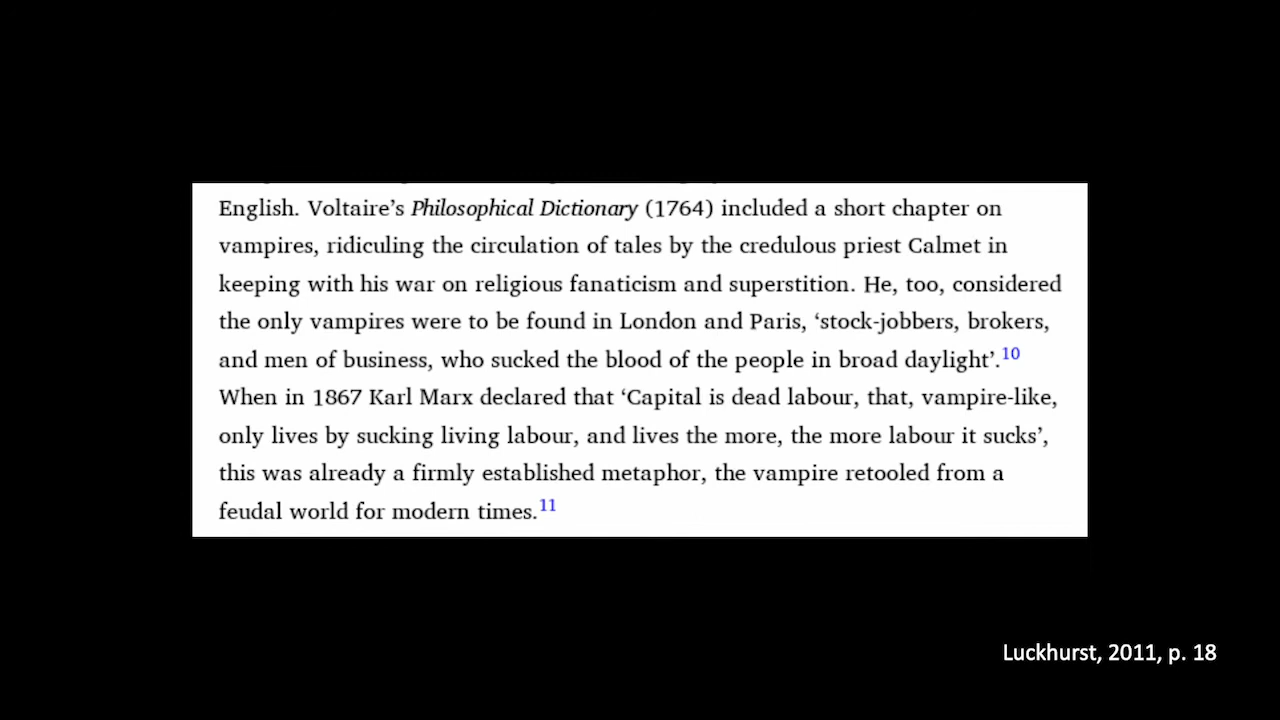 English. Voltaire’s Philosophical Dictionary (1764) included a short chapter on
vampires, ridiculing the circulation of tales by the credulous priest Calmet in
keeping with his war on religious fanaticism and superstition. He, too, considered
the only vampires were to be found in London and Paris, ‘stock-jobbers, brokers,
and men of business, who sucked the blood of the people in broad daylight’.10
When in 1867 Karl Marx declared that ‘Capital is dead labour, that, vampire-like,
only lives by sucking living labour, and lives the more, the more labour it sucks’,
this was already a firmly established metaphor, the vampire retooled from a
feudal world for modern times.11
Luckhurst, 2011, p. 18